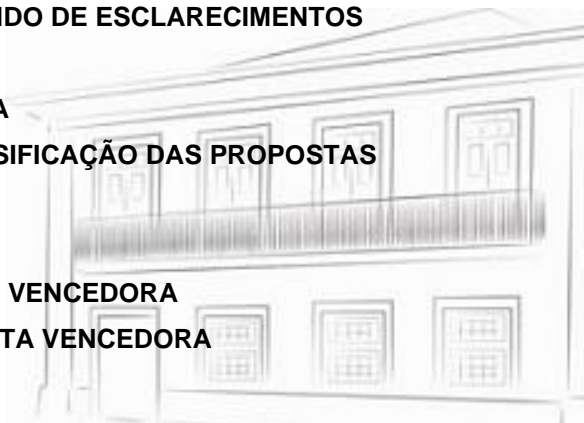 IDO DE ESCLARECIMENTOS
A
SIFICAÇÃO DAS PROPOSTAS
VENCEDORA
TA VENCEDORA